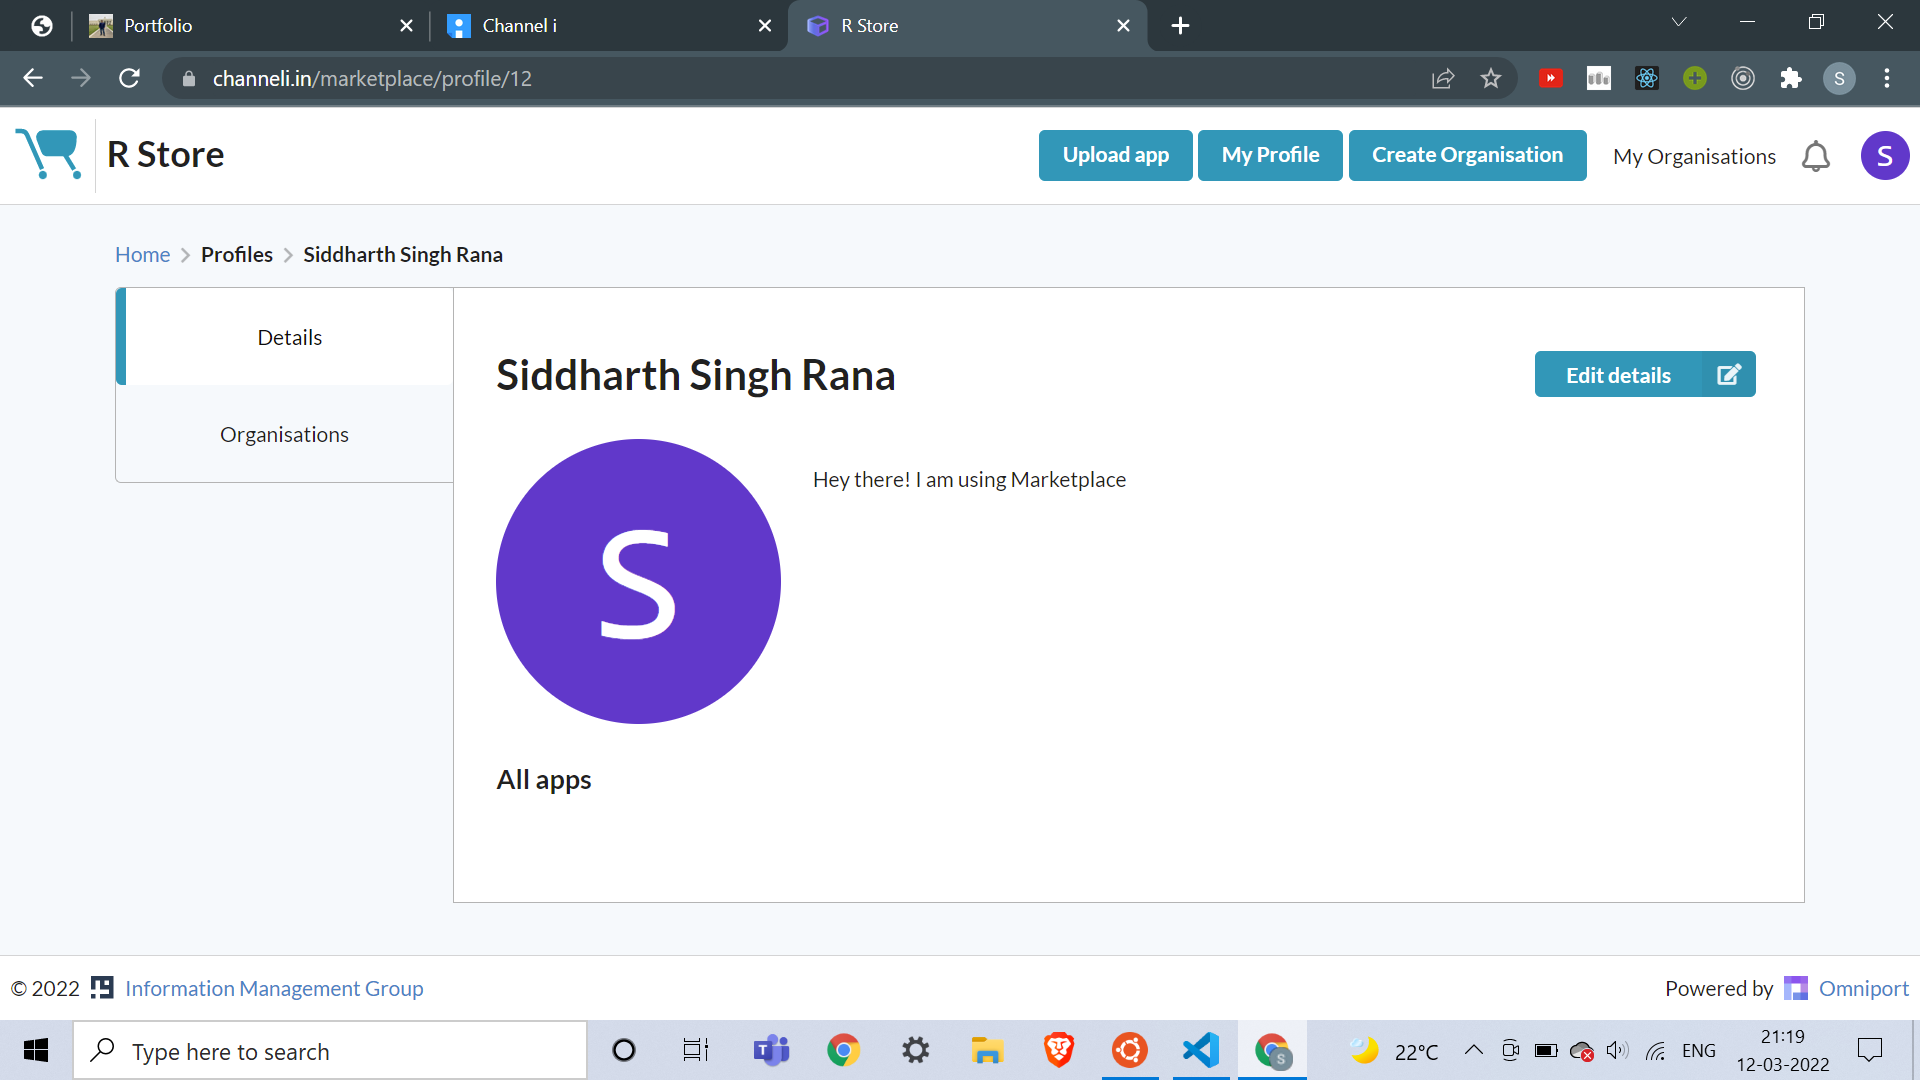 Portfolio
Channel i
R Store
channeli.in/marketplace/profile/12
S
R Store
Upload app
My Profile
Create Organisation
My Organisations
S
Home
Profiles
Siddharth Singh Rana
Details
Organisations
Siddharth Singh Rana
Edit details
S
Hey there! I am using Marketplace
All apps
© 2022
Information Management Group
Powered by
Omniport
Type here to search
S
22°C
ENG
21:19
12-03-2022